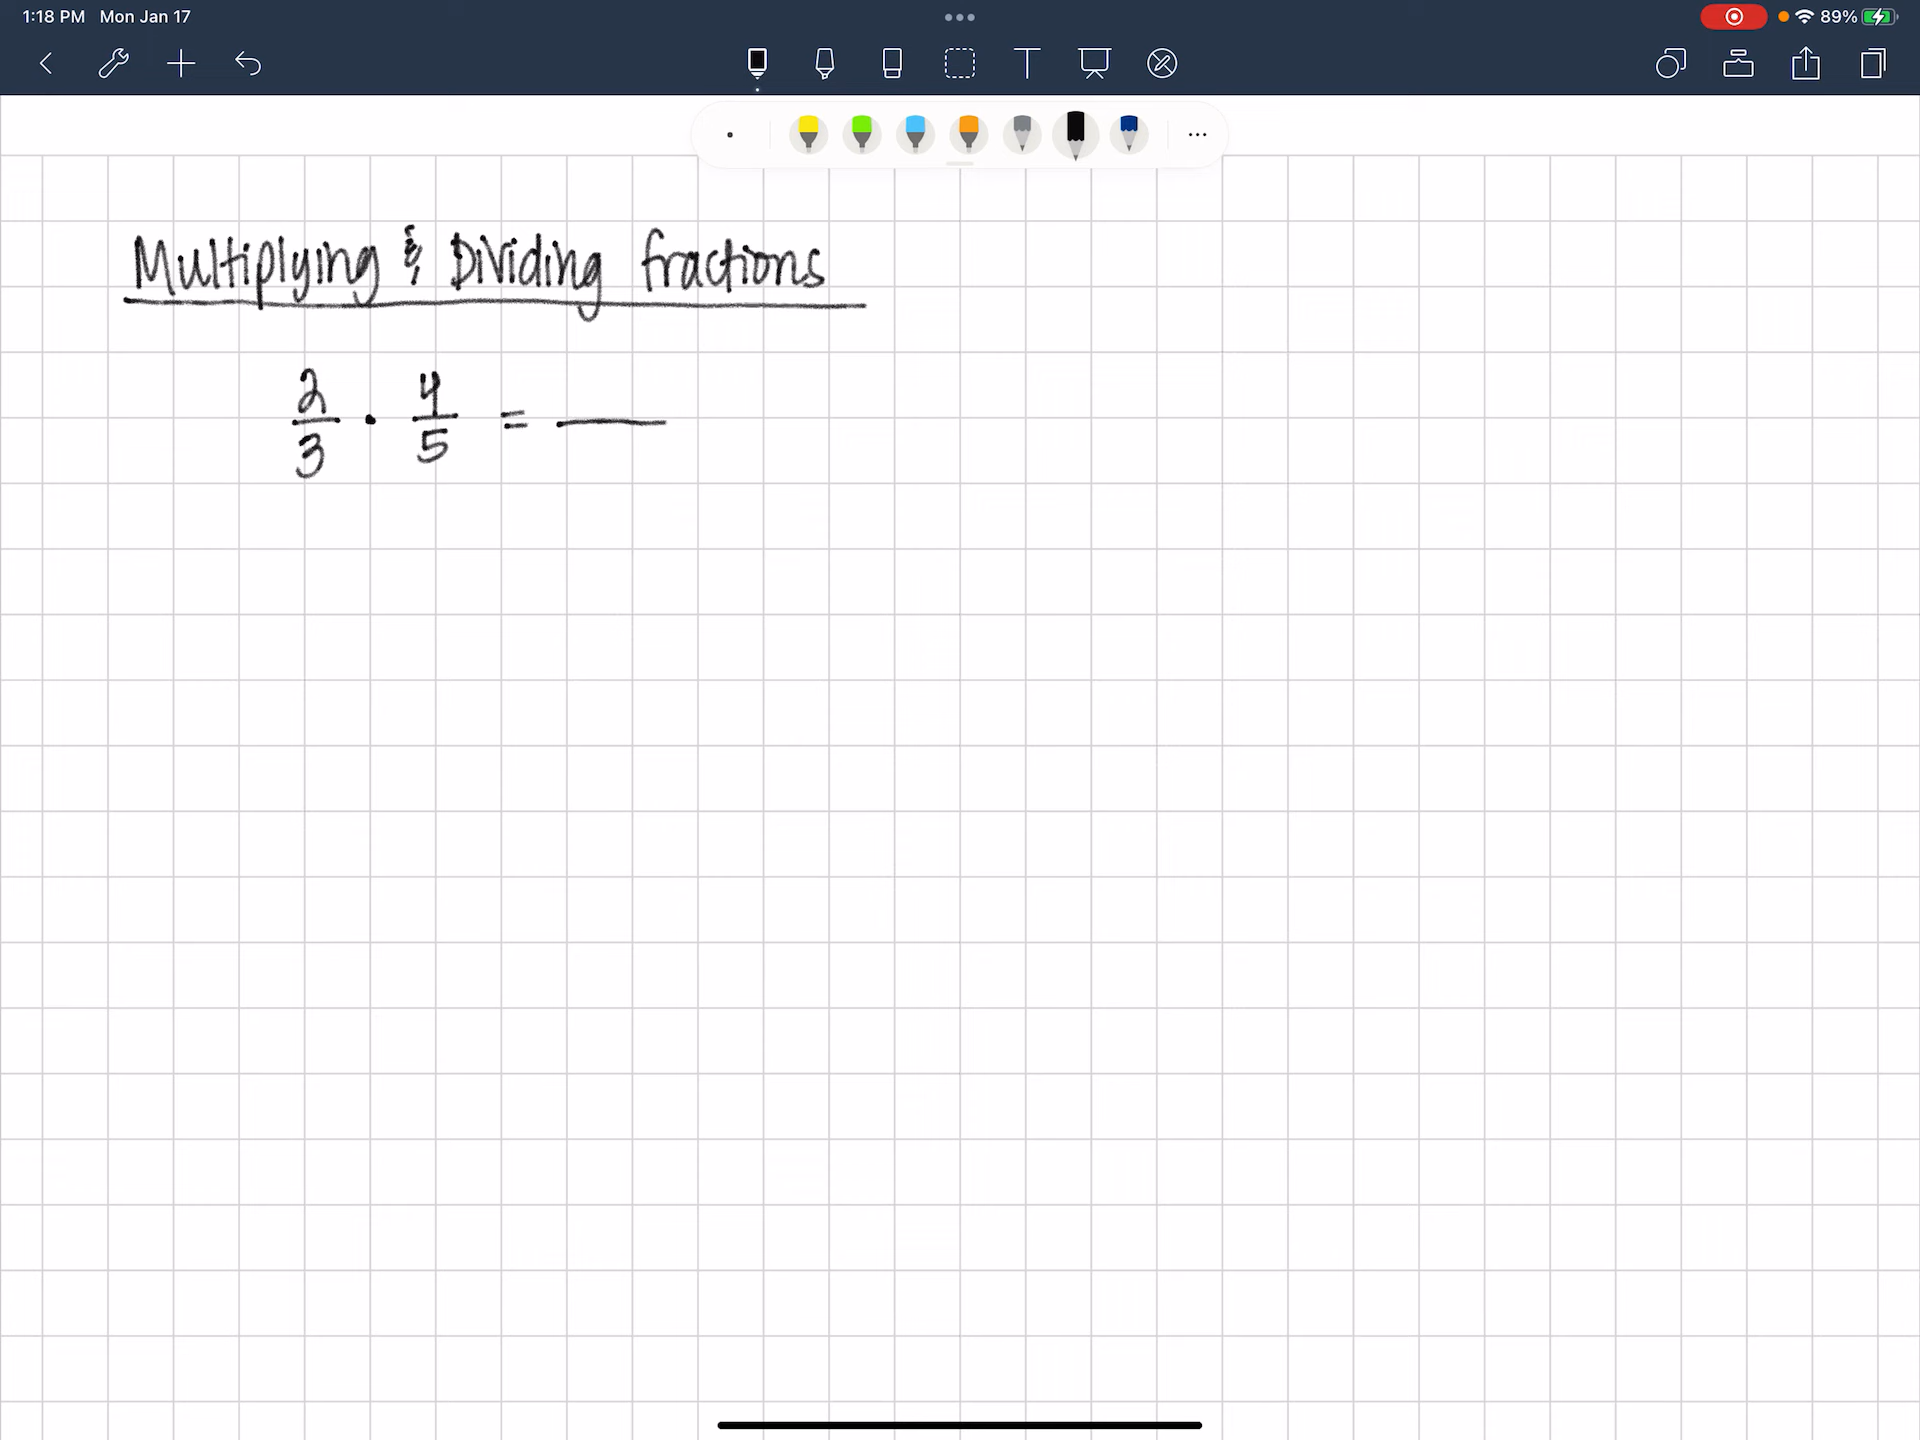 1:18 PM Mon Jan 17
89%
Multiplying & Dividing fractions
2/3 · 4/5 = ___